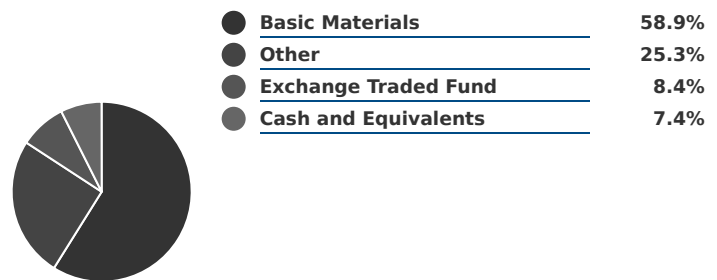 Basic Materials 58.9%
Other 25.3%
Exchange Traded Fund 8.4%
Cash and Equivalents 7.4%